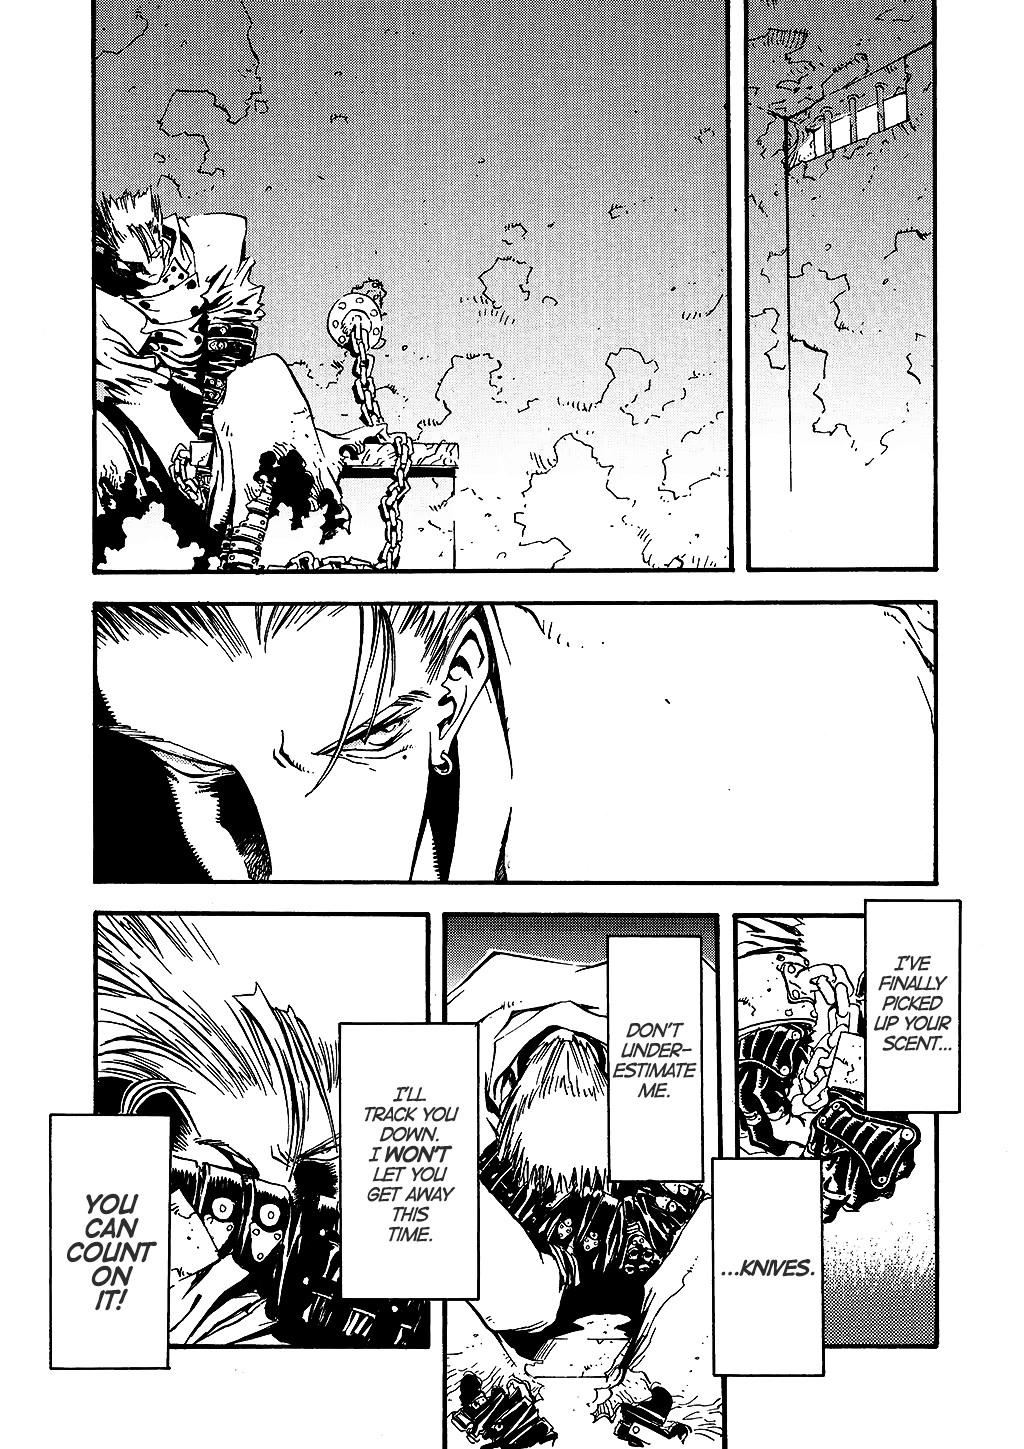 I'VE
FINALLY
PICKED
UP YOUR
SCENT...
...KNIVES.
DON'T
UNDER-
ESTIMATE
ME.
I'LL
TRACK YOU
DOWN.
I WON'T
LET YOU
GET AWAY
THIS
TIME.
YOU
CAN
COUNT
ON
IT!